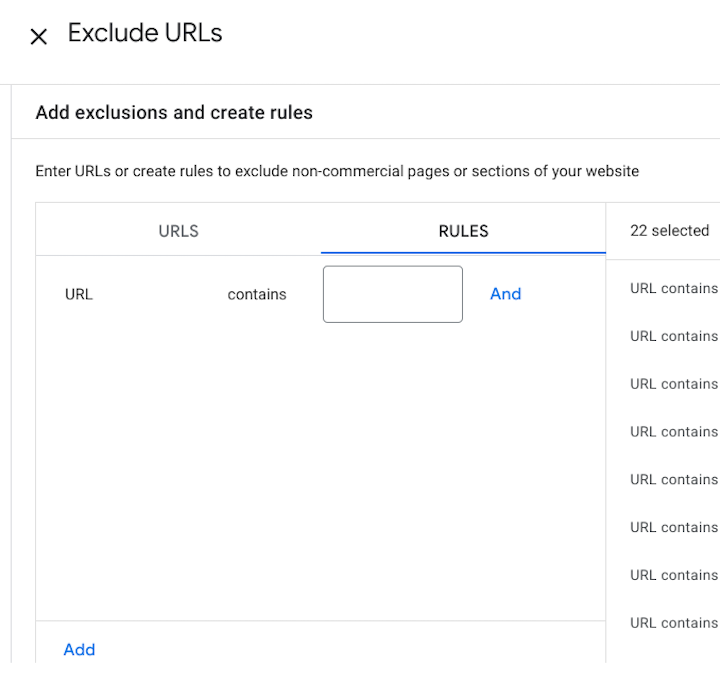 Exclude URLs
Add exclusions and create rules
Enter URLs or create rules to exclude non-commercial pages or sections of your website
URLS
RULES
22 selected
URL
contains
And
URL contains
URL contains
URL contains
URL contains
URL contains
URL contains
URL contains
URL contains
Add